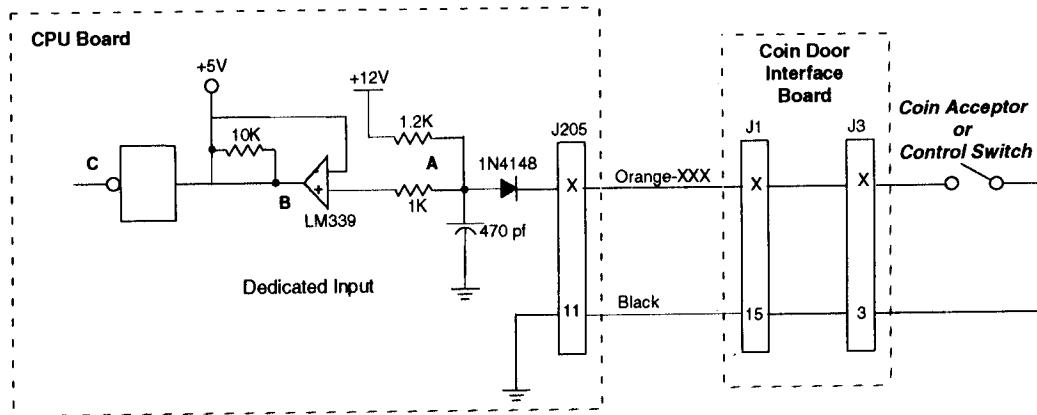 CPU Board
+5V
+12V
1.2K
10K
A
C
B
LM339
1K
1N4148
470 pf
Dedicated Input
J205
X
11
Orange-XXX
Black
Coin Door
Interface
Board
J1
J3
X
X
15
3
Coin Acceptor
or
Control Switch
-
+